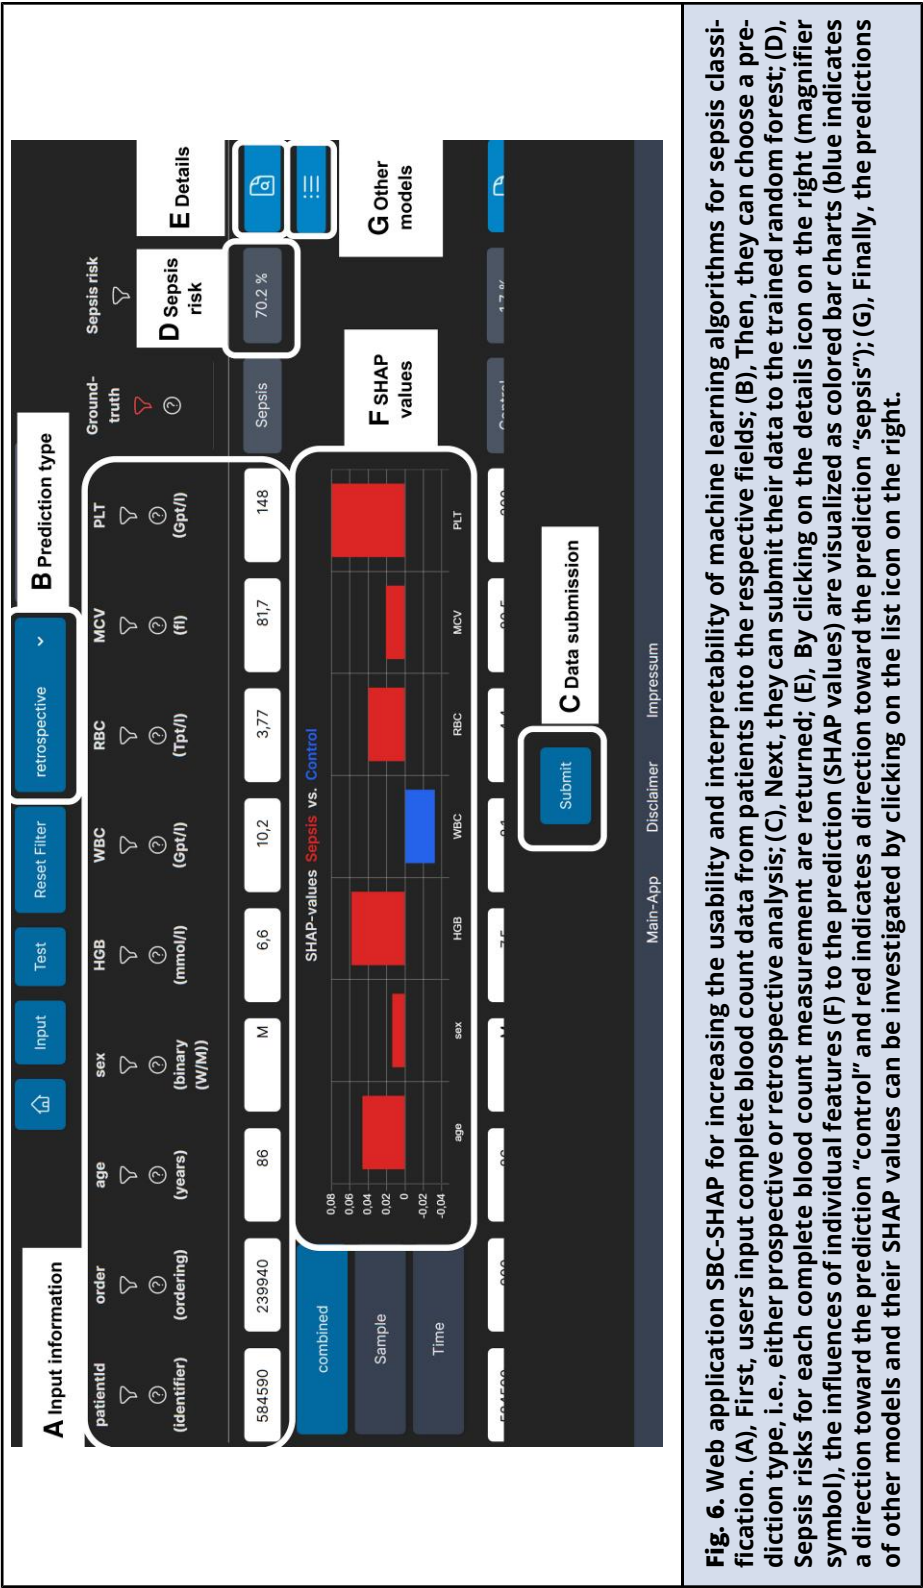 A Input information
B Prediction type
Input
Test
Reset Filter
retrospective
patientId
(identifier)
order
(ordering)
age
(years)
sex
(binary
(W/M))
HGB
(mmol/l)
WBC
(Gpt/l)
RBC
(Tpt/l)
MCV
(fl)
PLT
(Gpt/l)
Ground-
truth
Sepsis risk
D Sepsis
risk
E Details
584590
239940
86
M
6,6
10,2
3,77
81,7
148
Sepsis
70.2 %
combined
Sample
Time
SHAP-values Sepsis vs. Control
0,08
0,06
0,04
0,02
0
-0,02
-0,04
age
sex
HGB
WBC
RBC
MCV
PLT
F SHAP
values
G Other
models
Submit
C Data submission
Main-App
Disclaimer
Impressum
Fig. 6. Web application SBC-SHAP for increasing the usability and interpretability of machine learning algorithms for sepsis classi-
fication. (A), First, users input complete blood count data from patients into the respective fields; (B), Then, they can choose a pre-
diction type, i.e., either prospective or retrospective analysis; (C), Next, they can submit their data to the trained random forest; (D),
Sepsis risks for each complete blood count measurement are returned; (E), By clicking on the details icon on the right (magnifier
symbol), the influences of individual features (F) to the prediction (SHAP values) are visualized as colored bar charts (blue indicates
a direction toward the prediction “control” and red indicates a direction toward the prediction “sepsis”); (G), Finally, the predictions
of other models and their SHAP values can be investigated by clicking on the list icon on the right.